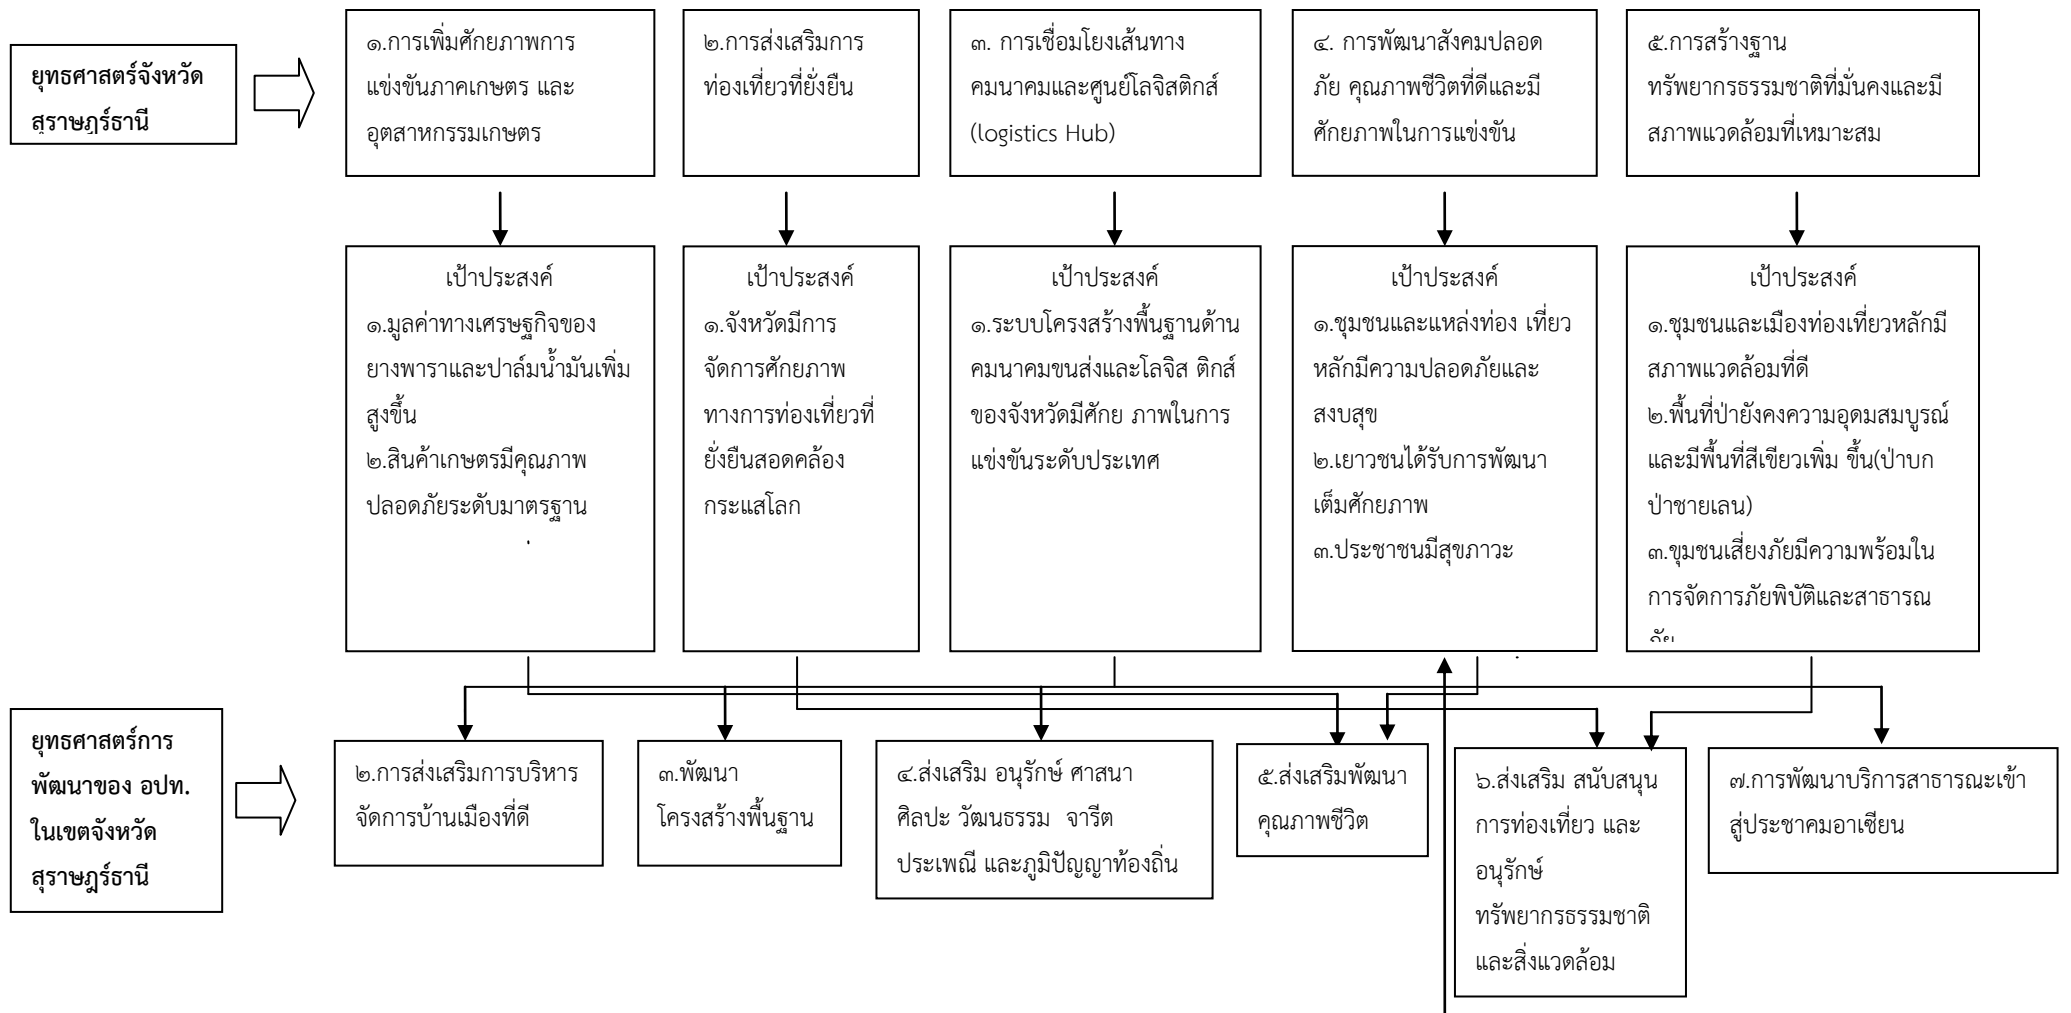 ยุทธศาสตร์จังหวัด
สุราษฎร์ธานี
๑.การเพิ่มศักยภาพการ
แข่งขันภาคเกษตร และ
อุตสาหกรรมเกษตร
๒.การส่งเสริมการ
ท่องเที่ยวที่ยั่งยืน
๓. การเชื่อมโยงเส้นทาง
คมนาคมและศูนย์โลจิสติกส์
(logistics Hub)
๔. การพัฒนาสังคมปลอด
ภัย คุณภาพชีวิตที่ดีและมี
ศักยภาพในการแข่งขัน
๕.การสร้างฐาน
ทรัพยากรธรรมชาติที่มั่นคงและมี
สภาพแวดล้อมที่เหมาะสม
เป้าประสงค์
๑.มูลค่าทางเศรษฐกิจของ
ยางพาราและปาล์มน้ำมันเพิ่ม
สูงขึ้น
๒.สินค้าเกษตรมีคุณภาพ
ปลอดภัยระดับมาตรฐาน
เป้าประสงค์
๑.จังหวัดมีการ
จัดการศักยภาพ
ทางการท่องเที่ยวที่
ยั่งยืนสอดคล้อง
กระแสโลก
เป้าประสงค์
๑.ระบบโครงสร้างพื้นฐานด้าน
คมนาคมขนส่งและโลจิส ติกส์
ของจังหวัดมีศักย ภาพในการ
แข่งขันระดับประเทศ
เป้าประสงค์
๑.ชุมชนและแหล่งท่อง เที่ยว
หลักมีความปลอดภัยและ
สงบสุข
๒.เยาวชนได้รับการพัฒนา
เต็มศักยภาพ
๓.ประชาชนมีสุขภาวะ
เป้าประสงค์
๑.ชุมชนและเมืองท่องเที่ยวหลักมี
สภาพแวดล้อมที่ดี
๒.พื้นที่ป่ายังคงความอุดมสมบูรณ์
และมีพื้นที่สีเขียวเพิ่ม ขึ้น(ป่าบก
ป่าชายเลน)
๓.ขุมชนเสี่ยงภัยมีความพร้อมใน
การจัดการภัยพิบัติและสาธารณ
ภัย
ยุทธศาสตร์การ
พัฒนาของ อปท.
ในเขตจังหวัด
สุราษฎร์ธานี
๒.การส่งเสริมการบริหาร
จัดการบ้านเมืองที่ดี
๓.พัฒนา
โครงสร้างพื้นฐาน
๔.ส่งเสริม อนุรักษ์ ศาสนา
ศิลปะ วัฒนธรรม  จารีต
ประเพณี และภูมิปัญญาท้องถิ่น
๕.ส่งเสริมพัฒนา
คุณภาพชีวิต
๖.ส่งเสริม สนับสนุน
การท่องเที่ยว และ
อนุรักษ์
ทรัพยากรธรรมชาติ
และสิ่งแวดล้อม
๗.การพัฒนาบริการสาธารณะเข้า
สู่ประชาคมอาเซียน